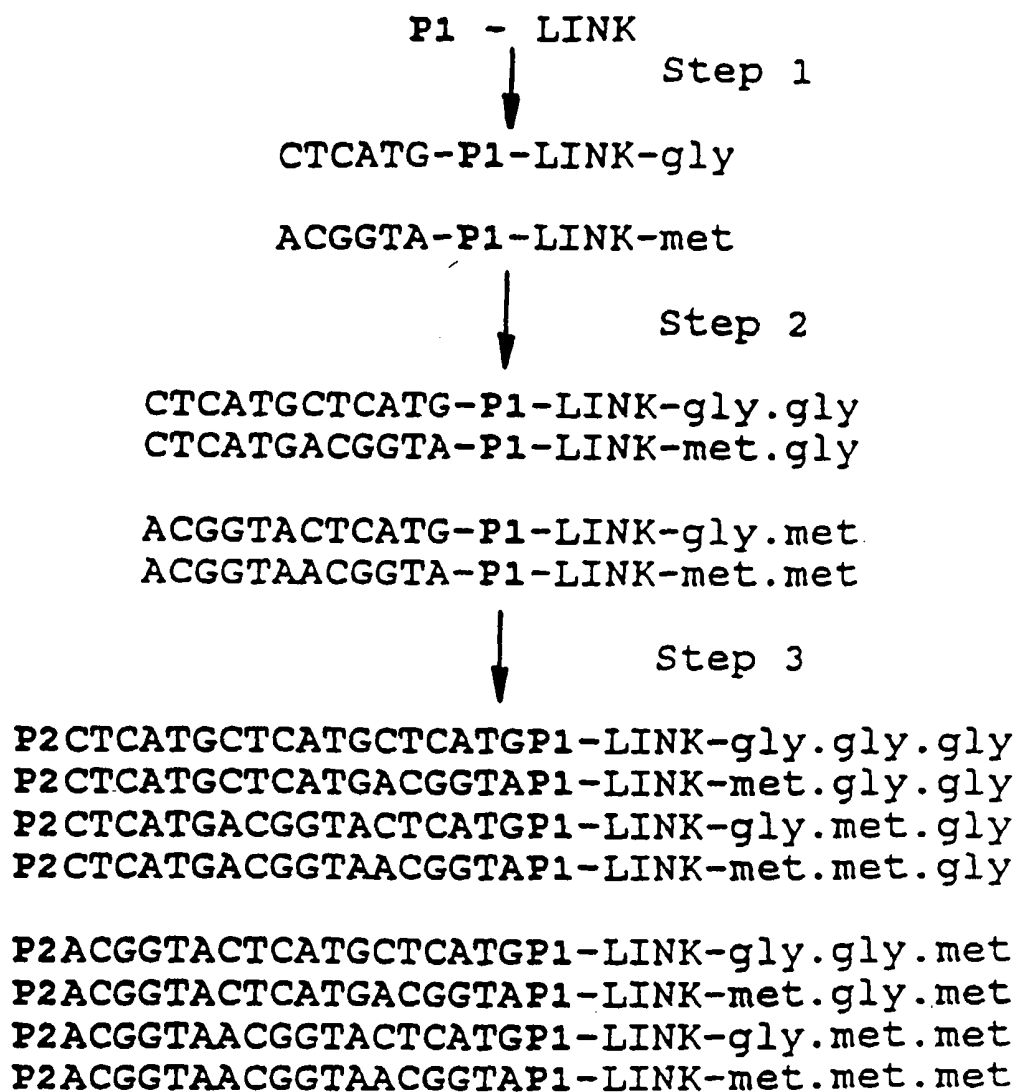 P1 - LINK
Step 1
CTCATG-P1-LINK-gly
ACGGTA-P1-LINK-met
Step 2
CTCATGCTCATG-P1-LINK-gly.gly
CTCATGACGGTA-P1-LINK-met.gly
ACGGTACTCATG-P1-LINK-gly.met
ACGGTAACGGTA-P1-LINK-met.met
Step 3
P2CTCATGCTCATGCTCATGP1-LINK-gly.gly.gly
P2CTCATGCTCATGACGGTAP1-LINK-met.gly.gly
P2CTCATGACGGTACTCATGP1-LINK-gly.met.gly
P2CTCATGACGGTAACGGTAP1-LINK-met.met.gly
P2ACGGTACTCATGCTCATGP1-LINK-gly.gly.met
P2ACGGTACTCATGACGGTAP1-LINK-met.gly.met
P2ACGGTAACGGTACTCATGP1-LINK-gly.met.met
P2ACGGTAACGGTAACGGTAP1-LINK-met.met.met